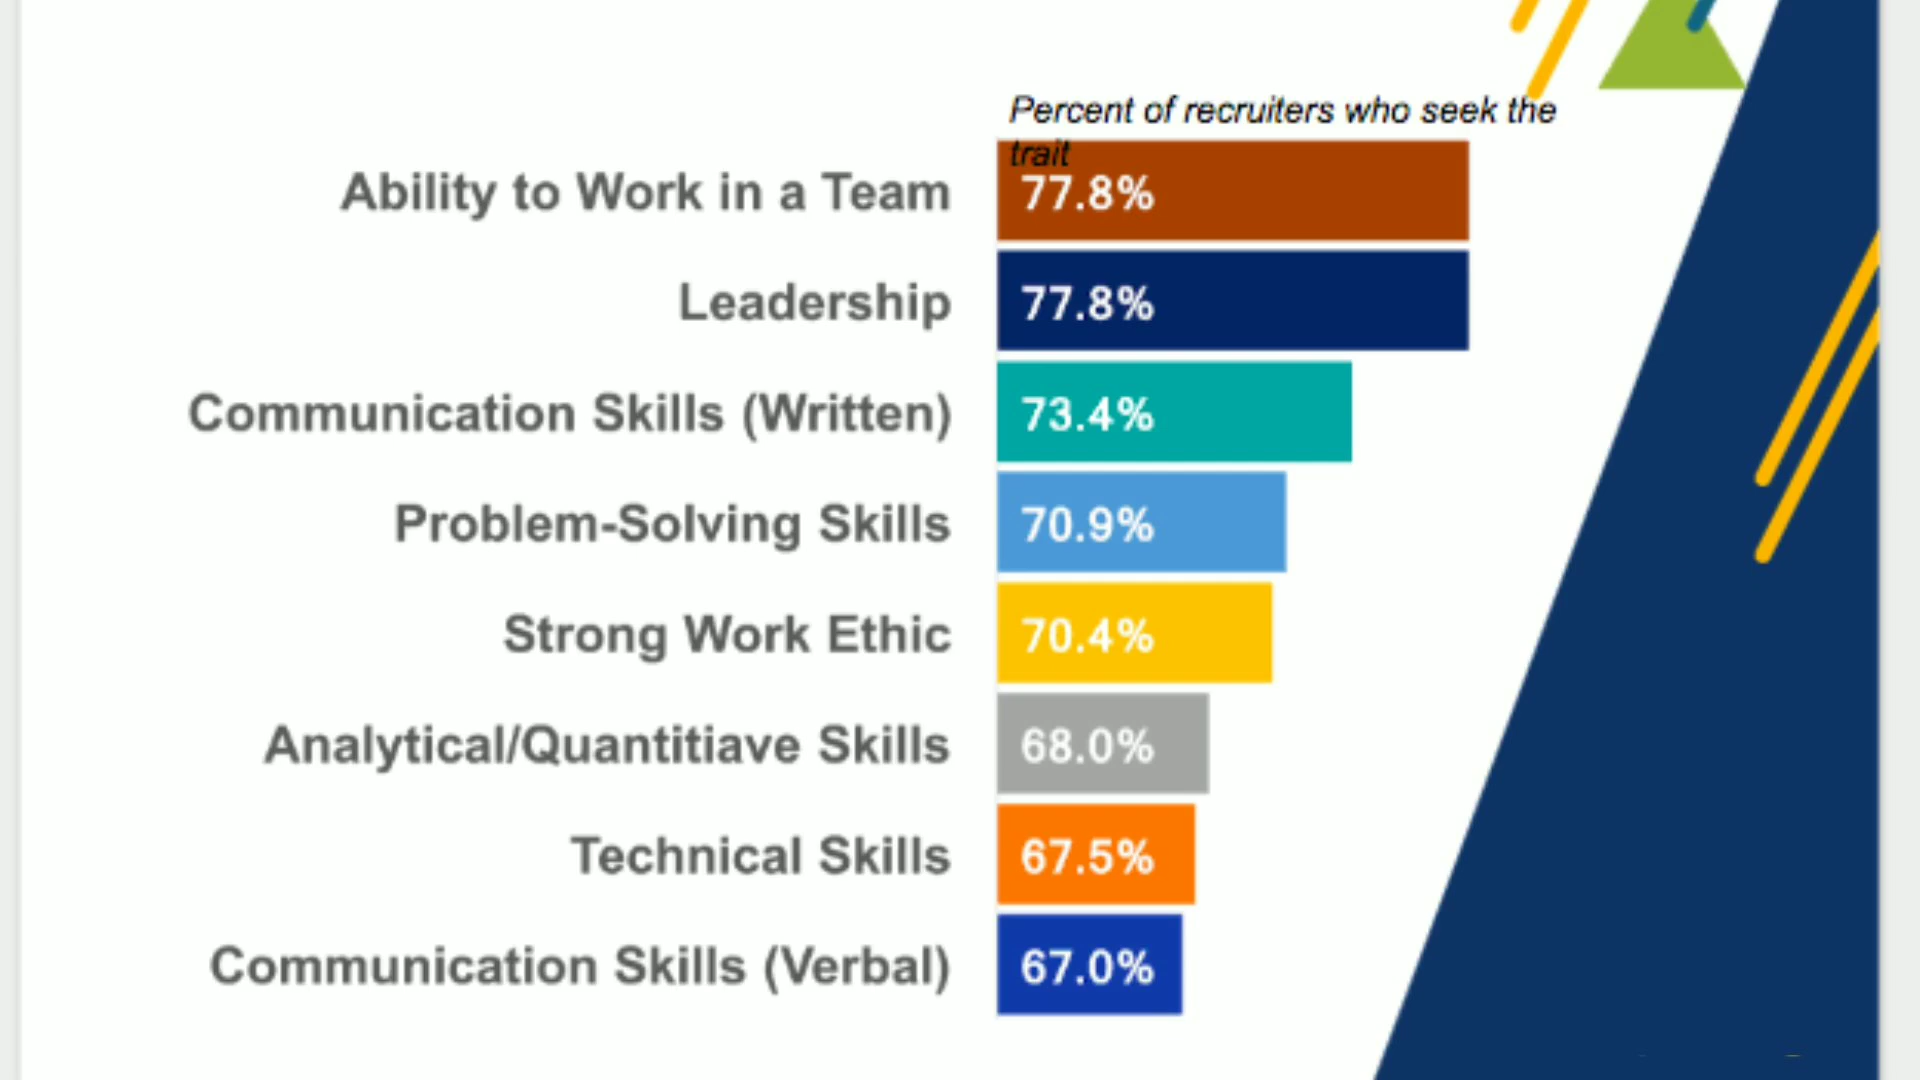 Percent of recruiters who seek the
trait
Ability to Work in a Team 77.8%
Leadership 77.8%
Communication Skills (Written) 73.4%
Problem-Solving Skills 70.9%
Strong Work Ethic 70.4%
Analytical/Quantitiave Skills 68.0%
Technical Skills 67.5%
Communication Skills (Verbal) 67.0%